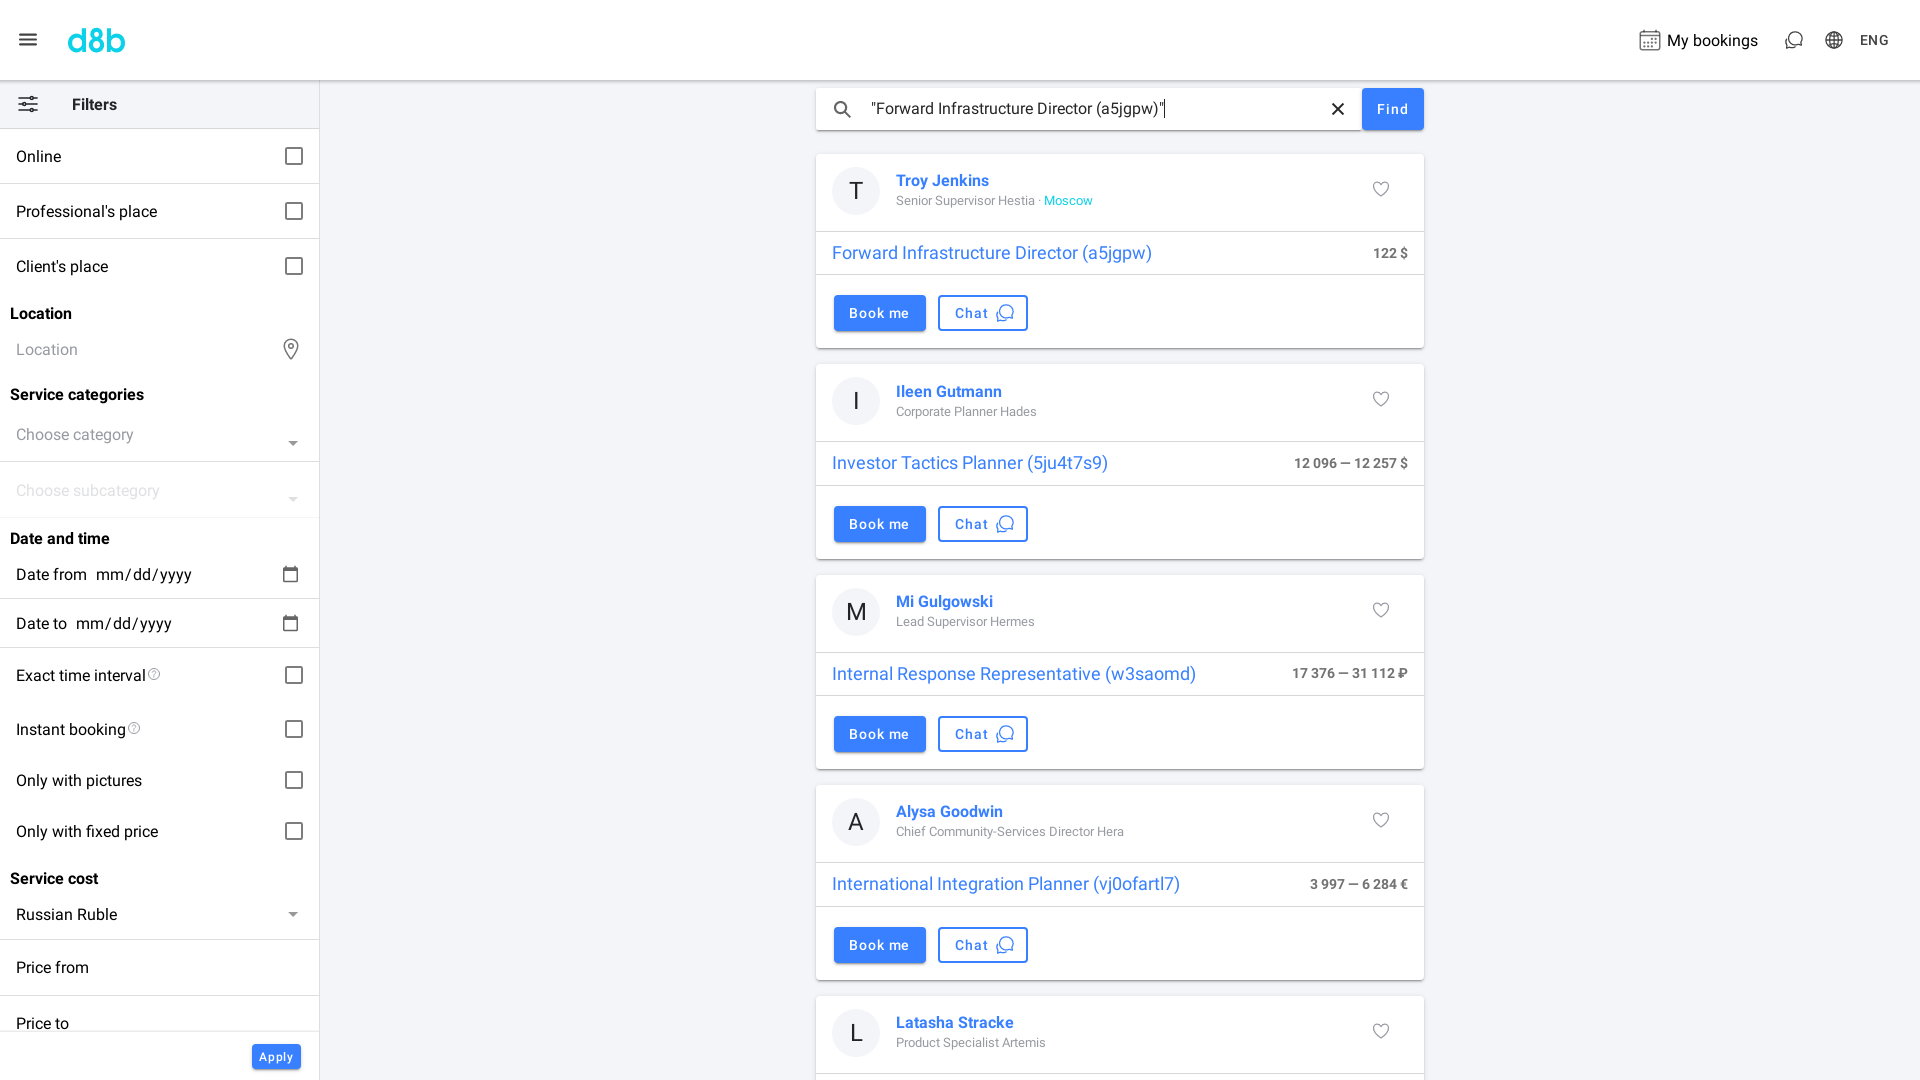 d8b
My bookings
ENG
Filters
Online
Professional's place
Client's place
Location
Location
Service categories
Choose category
Choose subcategory
Date and time
Date from mm/dd/yyyy
Date to mm/dd/yyyy
Exact time interval
Instant booking
Only with pictures
Only with fixed price
Service cost
Russian Ruble
Price from
Price to
Apply
"Forward Infrastructure Director (a5jgpw)"
Find
T
Troy Jenkins
Senior Supervisor Hestia · Moscow
Forward Infrastructure Director (a5jgpw) 122 $
Book me Chat
I
Ileen Gutmann
Corporate Planner Hades
Investor Tactics Planner (5ju4t7s9) 12 096 — 12 257 $
Book me Chat
M
Mi Gulgowski
Lead Supervisor Hermes
Internal Response Representative (w3saomd) 17 376 — 31 112 ₽
Book me Chat
A
Alysa Goodwin
Chief Community-Services Director Hera
International Integration Planner (vj0ofartl7) 3 997 — 6 284 €
Book me Chat
L
Latasha Stracke
Product Specialist Artemis